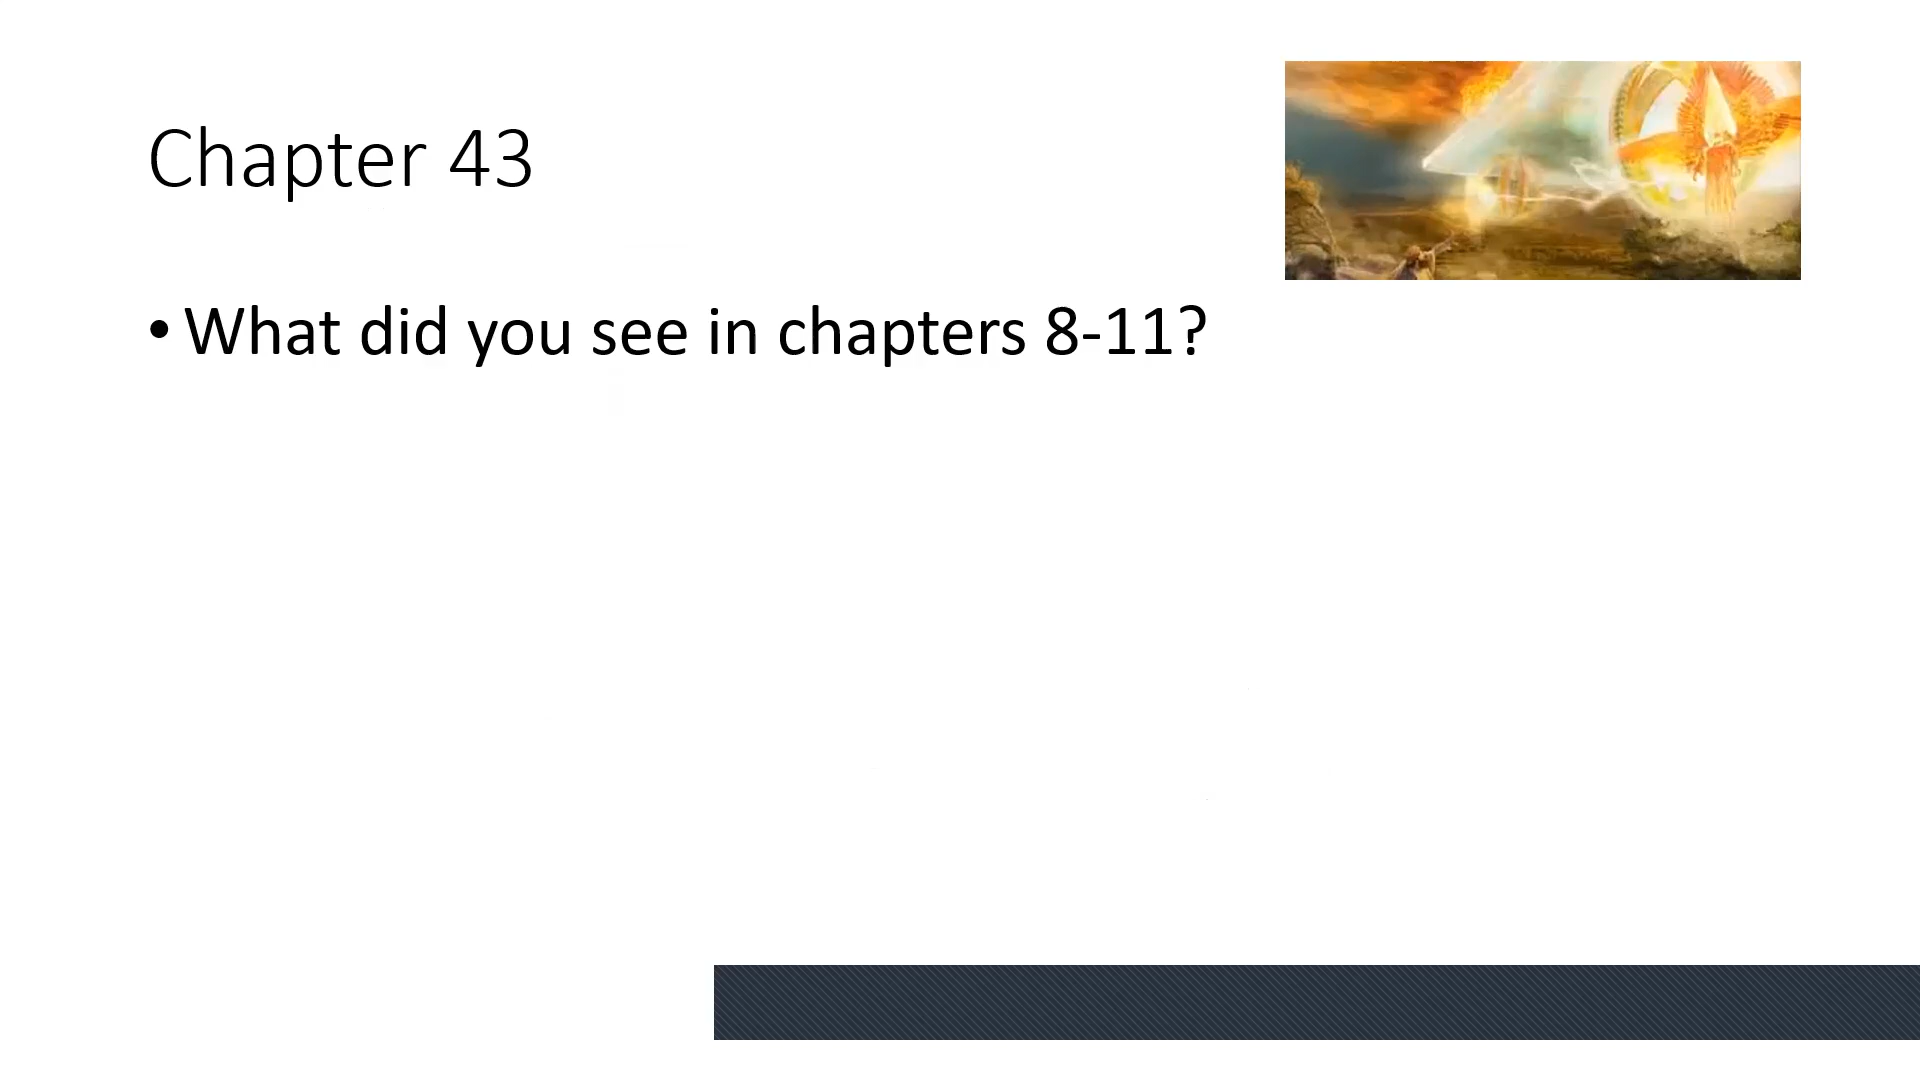 Chapter 43
• What did you see in chapters 8-11?